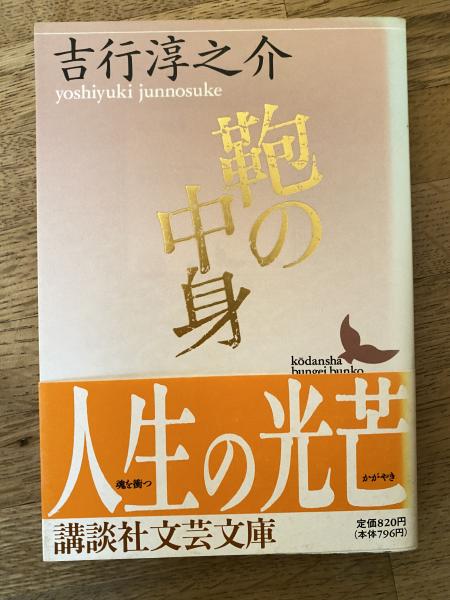 吉行淳之介
yoshiyuki junnosuke
鞄の
中身
kōdansha
bungei bunko
人生の光芒
魂を衝つ
かがやき
講談社文芸文庫
定価820円
(本体796円)